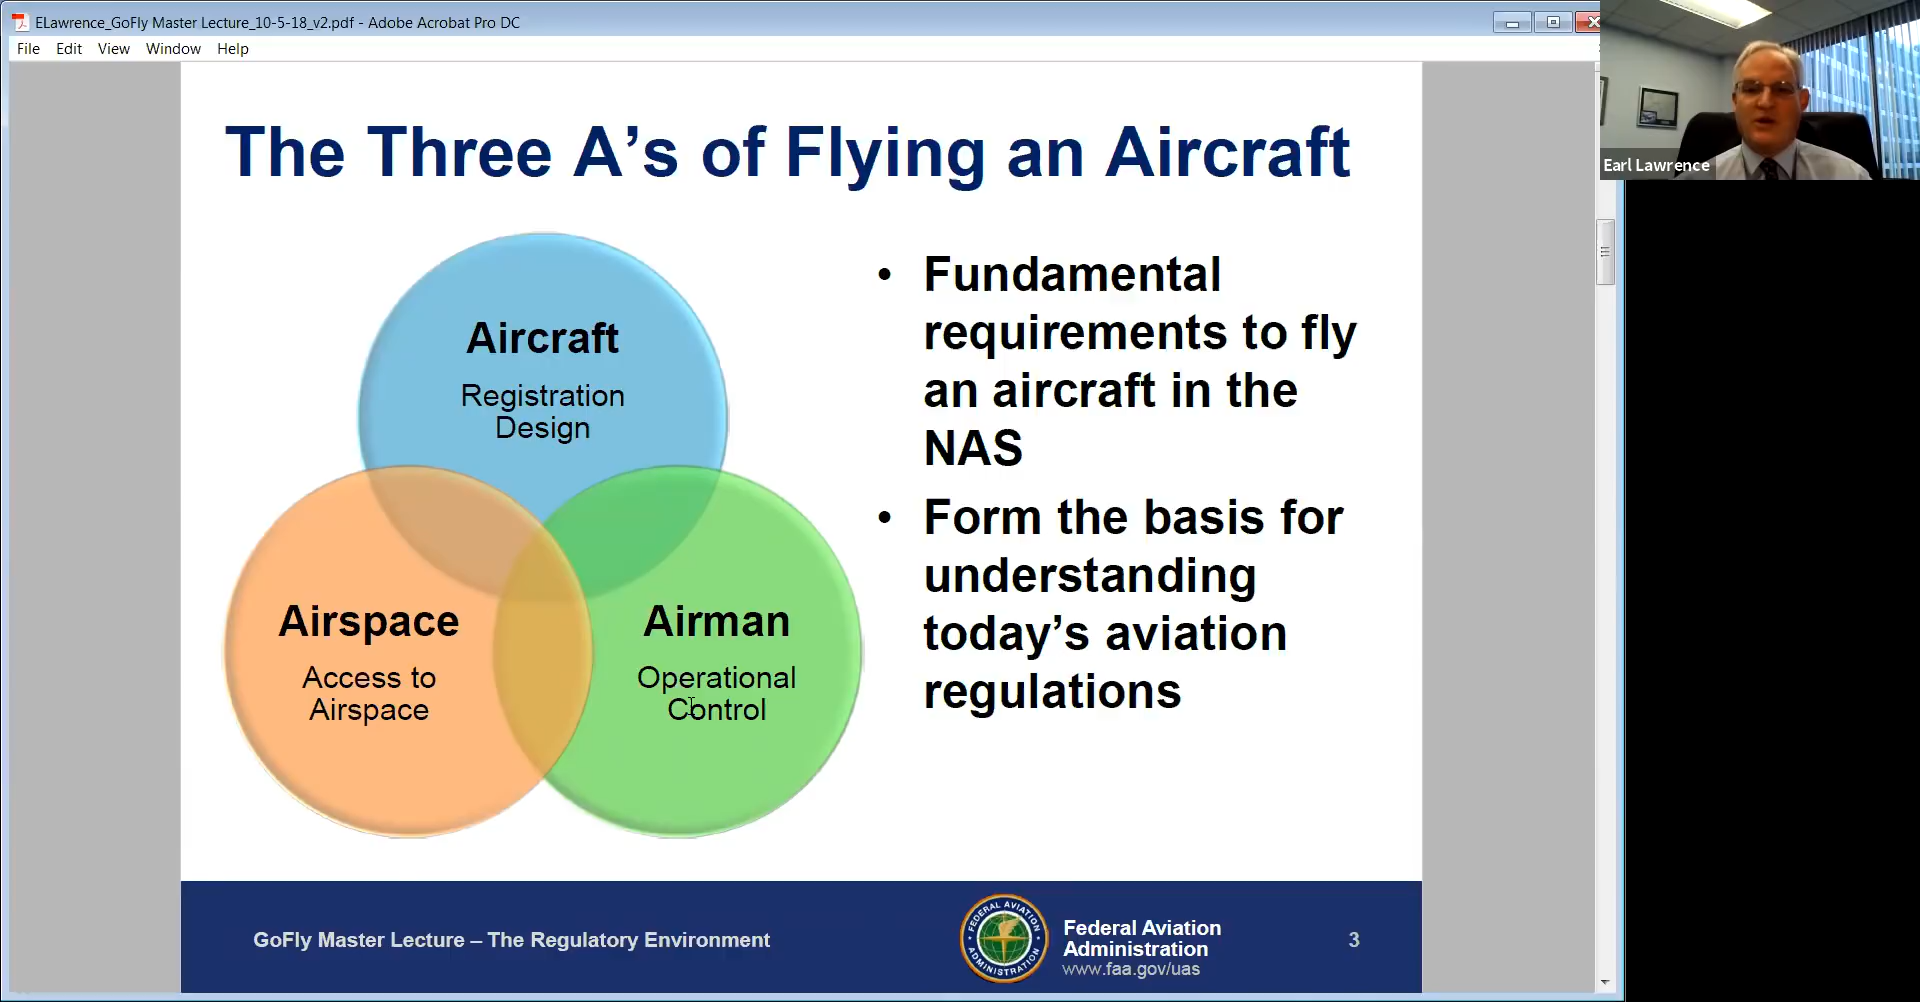 ELawrence_GoFly Master Lecture_10-5-18_v2.pdf - Adobe Acrobat Pro DC
File Edit View Window Help
Earl Lawrence
The Three A’s of Flying an Aircraft
Aircraft
Registration
Design
Airspace
Access to
Airspace
Airman
Operational
Control
• Fundamental
requirements to fly
an aircraft in the
NAS
• Form the basis for
understanding
today’s aviation
regulations
GoFly Master Lecture – The Regulatory Environment
FEDERAL AVIATION
ADMINISTRATION
Federal Aviation
Administration
www.faa.gov/uas
3